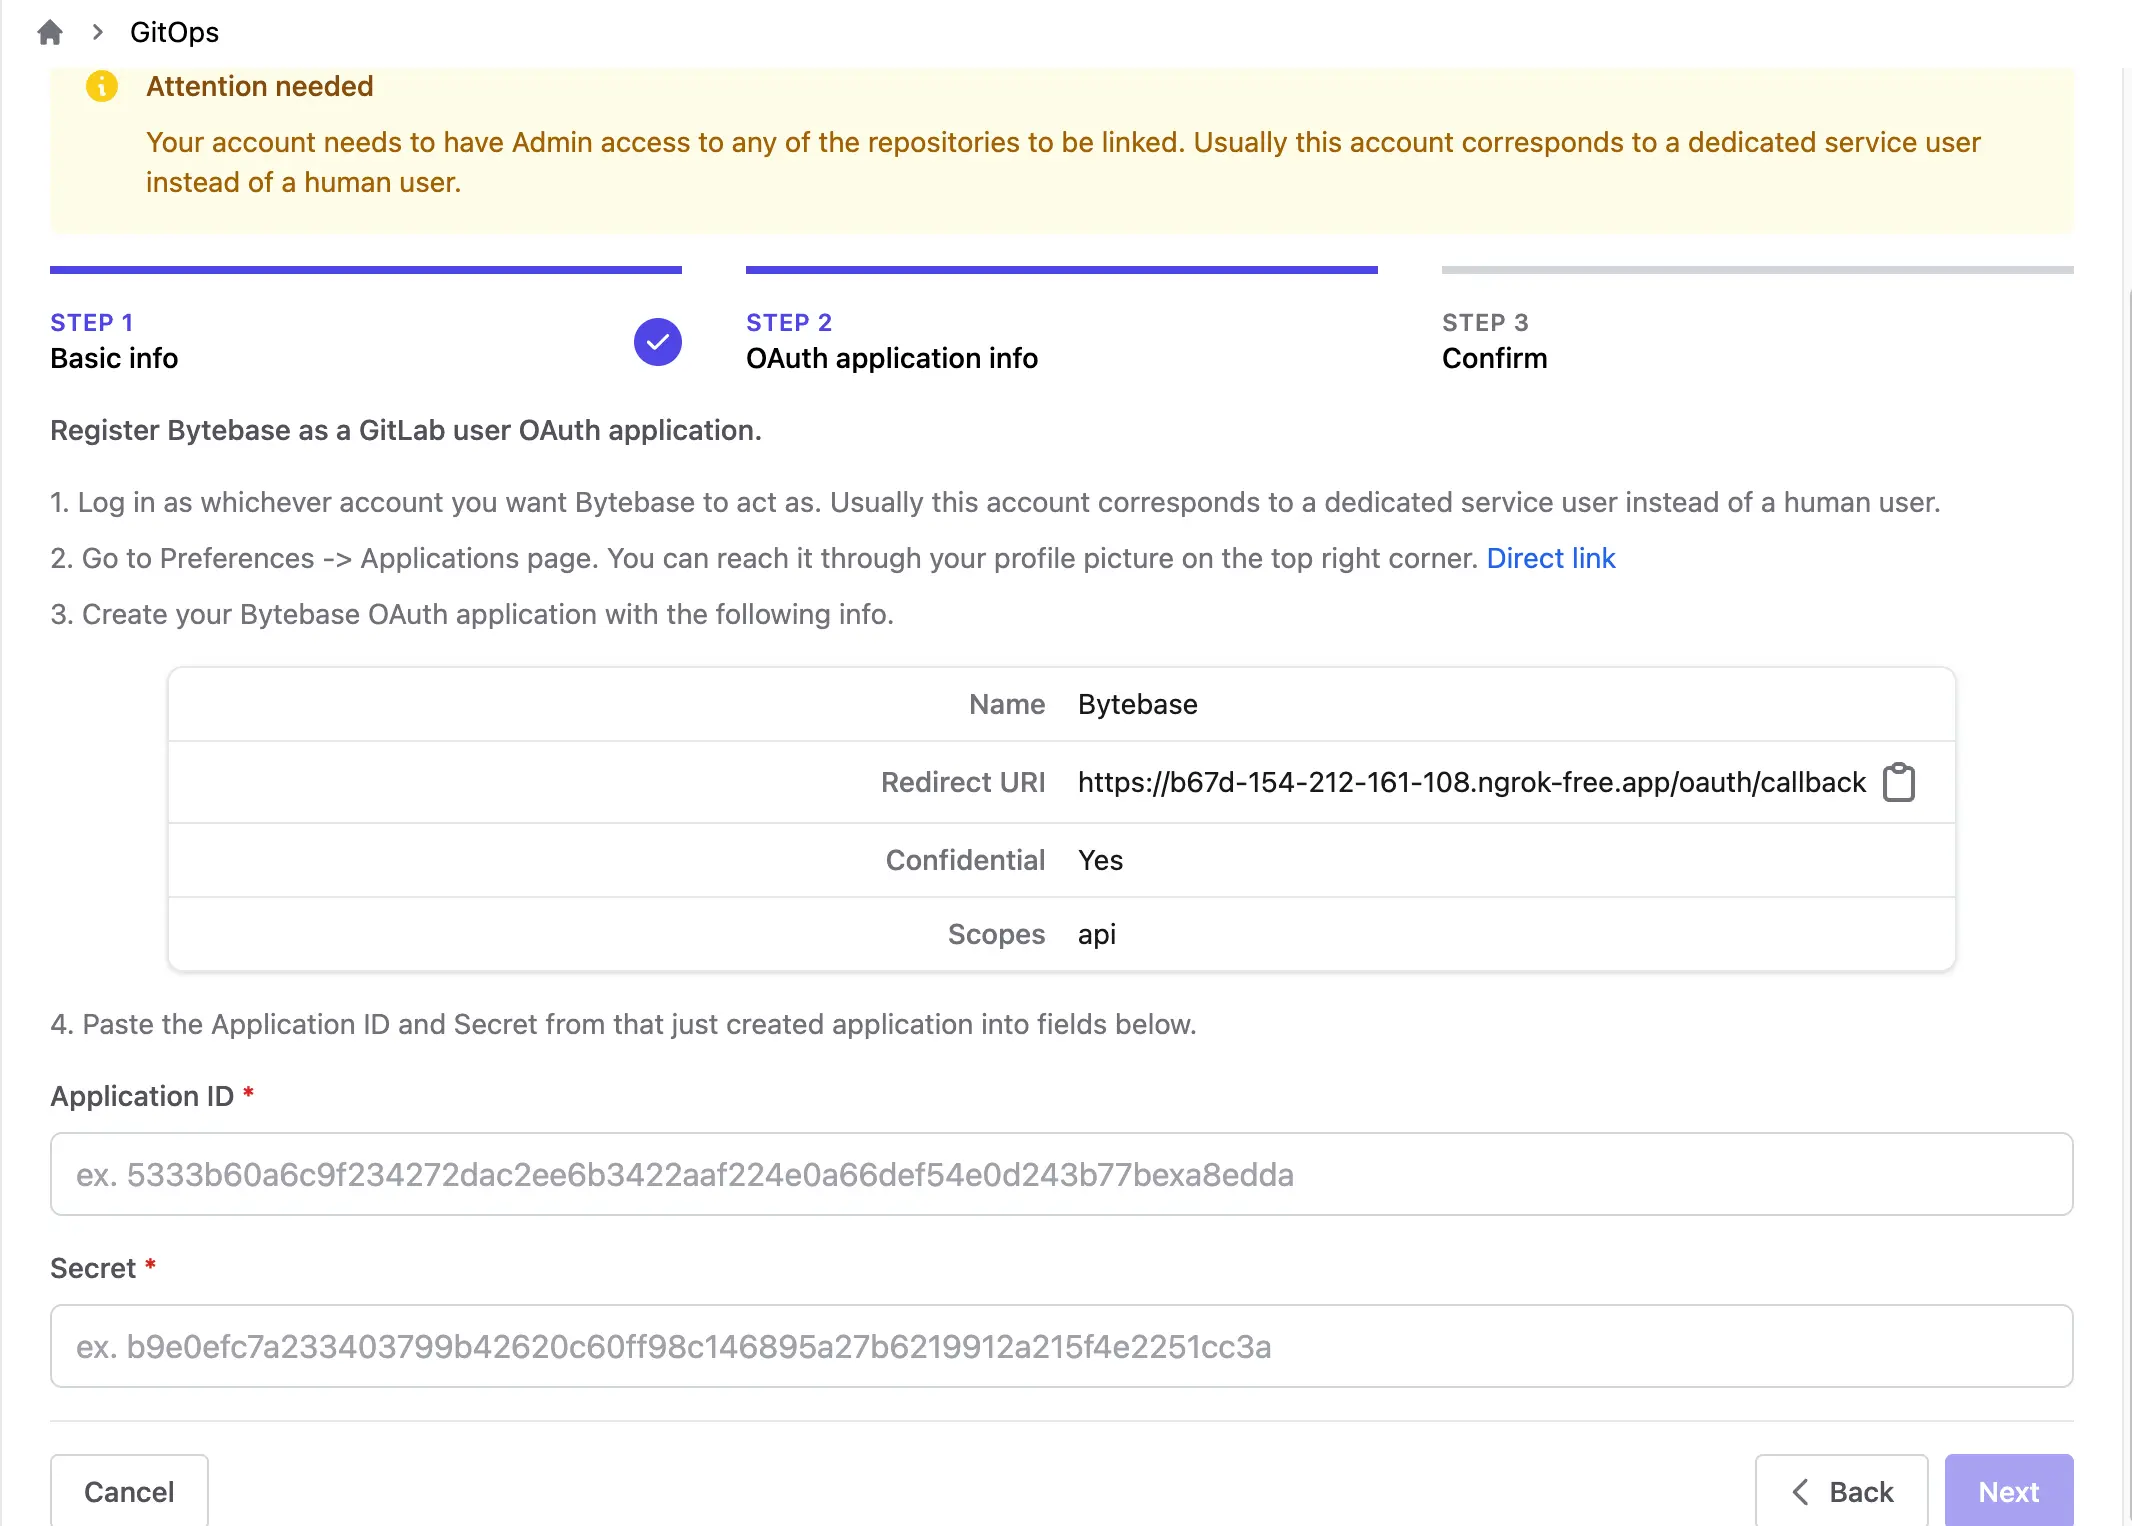 GitOps
Attention needed
Your account needs to have Admin access to any of the repositories to be linked. Usually this account corresponds to a dedicated service user
instead of a human user.
STEP 1
Basic info
STEP 2
OAuth application info
STEP 3
Confirm
Register Bytebase as a GitLab user OAuth application.
1. Log in as whichever account you want Bytebase to act as. Usually this account corresponds to a dedicated service user instead of a human user.
2. Go to Preferences -> Applications page. You can reach it through your profile picture on the top right corner. Direct link
3. Create your Bytebase OAuth application with the following info.
Name Bytebase
Redirect URI https://b67d-154-212-161-108.ngrok-free.app/oauth/callback
Confidential Yes
Scopes api
4. Paste the Application ID and Secret from that just created application into fields below.
Application ID *
ex. 5333b60a6c9f234272dac2ee6b3422aaf224e0a66def54e0d243b77bexa8edda
Secret *
ex. b9e0efc7a233403799b42620c60ff98c146895a27b6219912a215f4e2251cc3a
Cancel
Back
Next